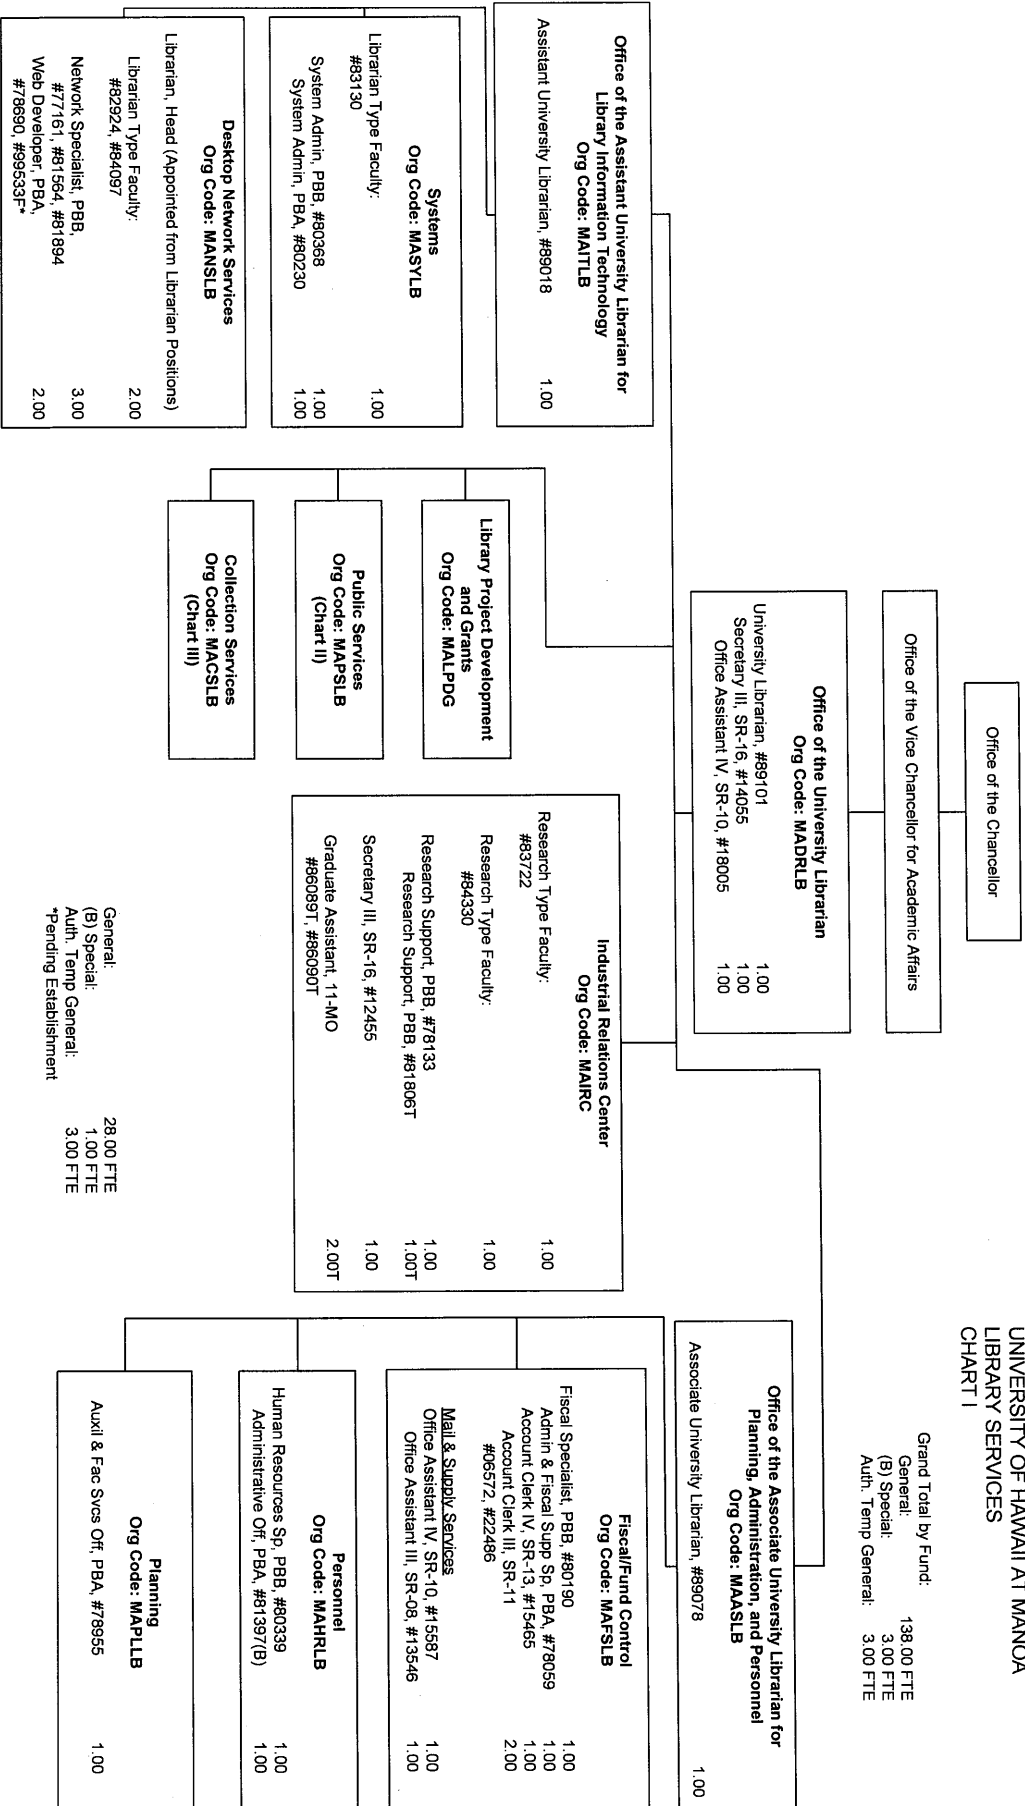 UNIVERSITY OF HAWAII AT MANOA
LIBRARY SERVICES
CHART I
Grand Total by Fund:
General: 138.00 FTE
(B) Special: 3.00 FTE
Auth. Temp General: 3.00 FTE
Office of the Chancellor
Office of the Vice Chancellor for Academic Affairs
Office of the University Librarian
Org Code: MADRLB
University Librarian, #89101 1.00
Secretary III, SR-16, #14055 1.00
Office Assistant IV, SR-10, #18005 1.00
Office of the Assistant University Librarian for
Library Information Technology
Org Code: MAITLB
Assistant University Librarian, #89018 1.00
Systems
Org Code: MASYLB
Librarian Type Faculty:
#83130 1.00
System Admin, PBB, #80368 1.00
System Admin, PBA, #80230 1.00
Desktop Network Services
Org Code: MANSLB
Librarian, Head (Appointed from Librarian Positions)
Librarian Type Faculty:
#82924, #84097 2.00
Network Specialist, PBB,
#77161, #81564, #81894 3.00
Web Developer, PBA,
#78690, #99533F* 2.00
Library Project Development
and Grants
Org Code: MALPDG
Public Services
Org Code: MAPSLB
(Chart II)
Collection Services
Org Code: MACSLB
(Chart III)
Industrial Relations Center
Org Code: MAIRC
Research Type Faculty:
#83722 1.00
Research Type Faculty:
#84330 1.00
Research Support, PBB, #78133 1.00
Research Support, PBB, #81806T 1.00T
Secretary III, SR-16, #12455 1.00
Graduate Assistant, 11-MO
#86089T, #86090T 2.00T
Office of the Associate University Librarian for
Planning, Administration, and Personnel
Org Code: MAASLB
Associate University Librarian, #89078 1.00
Fiscal/Fund Control
Org Code: MAFSLB
Fiscal Specialist, PBB, #80190 1.00
Admin & Fiscal Supp Sp, PBA, #78059 1.00
Account Clerk IV, SR-13, #15465 1.00
Account Clerk III, SR-11
#06572, #22486 2.00
Mail & Supply Services
Office Assistant IV, SR-10, #15587 1.00
Office Assistant III, SR-08, #13546 1.00
Personnel
Org Code: MAHRLB
Human Resources Sp, PBB, #80339 1.00
Administrative Off, PBA, #81397(B) 1.00
Planning
Org Code: MAPLLB
Auxil & Fac Svcs Off, PBA, #78955 1.00
General: 28.00 FTE
(B) Special: 1.00 FTE
Auth. Temp General: 3.00 FTE
*Pending Establishment